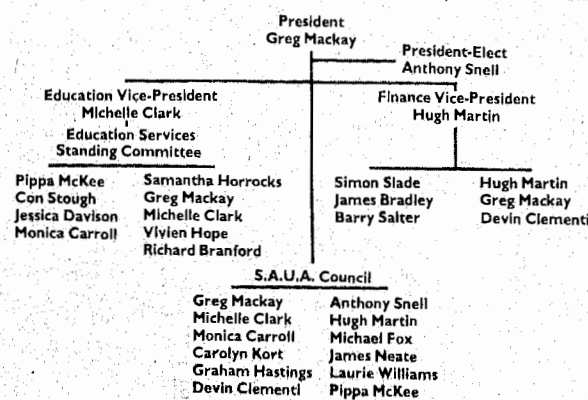 President
Greg Mackay
President-Elect
Anthony Snell
Education Vice-President
Michelle Clark
Education Services
Standing Committee
Pippa McKee
Con Stough
Jessica Davison
Monica Carroll
Samantha Horrocks
Greg Mackay
Michelle Clark
Vivien Hope
Richard Branford
Finance Vice-President
Hugh Martin
Simon Slade
James Bradley
Barry Salter
Hugh Martin
Greg Mackay
Devin Clementi
S.A.U.A. Council
Greg Mackay
Michelle Clark
Monica Carroll
Carolyn Kort
Graham Hastings
Devin Clementi
Anthony Snell
Hugh Martin
Michael Fox
James Neate
Laurie Williams
Pippa McKee